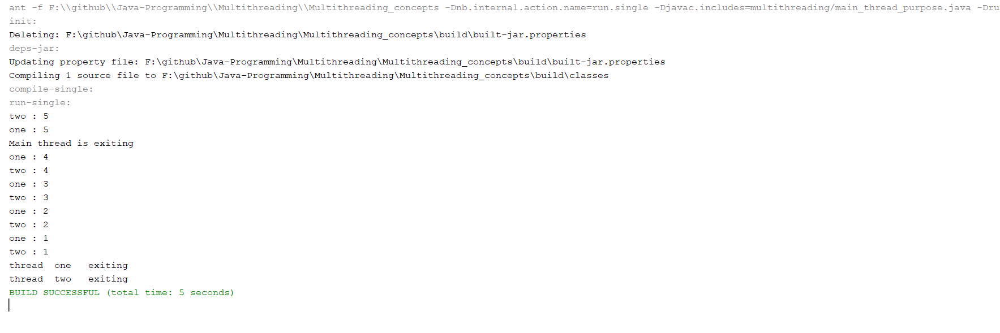 ant -f F:\\github\\Java-Programming\\Multithreading\\Multithreading_concepts -Dnb.internal.action.name=run.single -Djavac.includes=multithreading/main_thread_purpose.java -Dru
init:
Deleting: F:\github\Java-Programming\Multithreading\Multithreading_concepts\build\built-jar.properties
deps-jar:
Updating property file: F:\github\Java-Programming\Multithreading\Multithreading_concepts\build\built-jar.properties
Compiling 1 source file to F:\github\Java-Programming\Multithreading\Multithreading_concepts\build\classes
compile-single:
run-single:
two : 5
one : 5
Main thread is exiting
one : 4
two : 4
one : 3
two : 3
one : 2
two : 2
one : 1
two : 1
thread  one   exiting
thread  two   exiting
BUILD SUCCESSFUL (total time: 5 seconds)